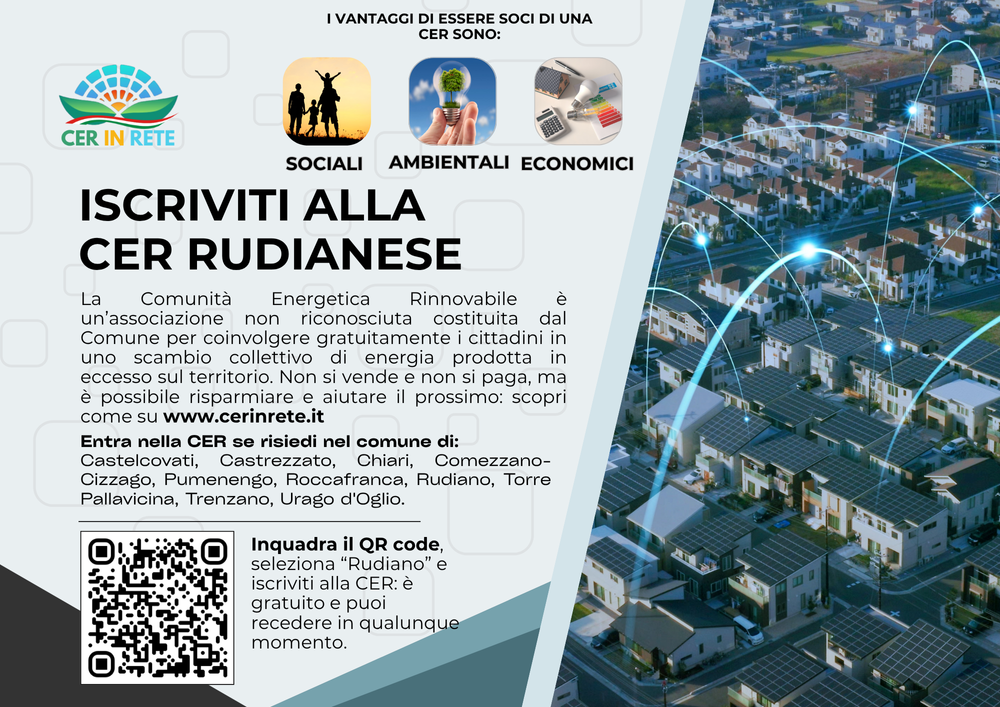 I VANTAGGI DI ESSERE SOCI DI UNA
CER SONO:
CER IN RETE
SOCIALI
AMBIENTALI
ECONOMICI
ISCRIVITI ALLA
CER RUDIANESE
La Comunità Energetica Rinnovabile è
un’associazione non riconosciuta costituita dal
Comune per coinvolgere gratuitamente i cittadini in
uno scambio collettivo di energia prodotta in
eccesso sul territorio. Non si vende e non si paga, ma
è possibile risparmiare e aiutare il prossimo: scopri
come su www.cerinrete.it
Entra nella CER se risiedi nel comune di:
Castelcovati, Castrezzato, Chiari, Comezzano-
Cizzago, Pumenengo, Roccafranca, Rudiano, Torre
Pallavicina, Trenzano, Urago d'Oglio.
Inquadra il QR code,
seleziona “Rudiano” e
iscriviti alla CER: è
gratuito e puoi
recedere in qualunque
momento.